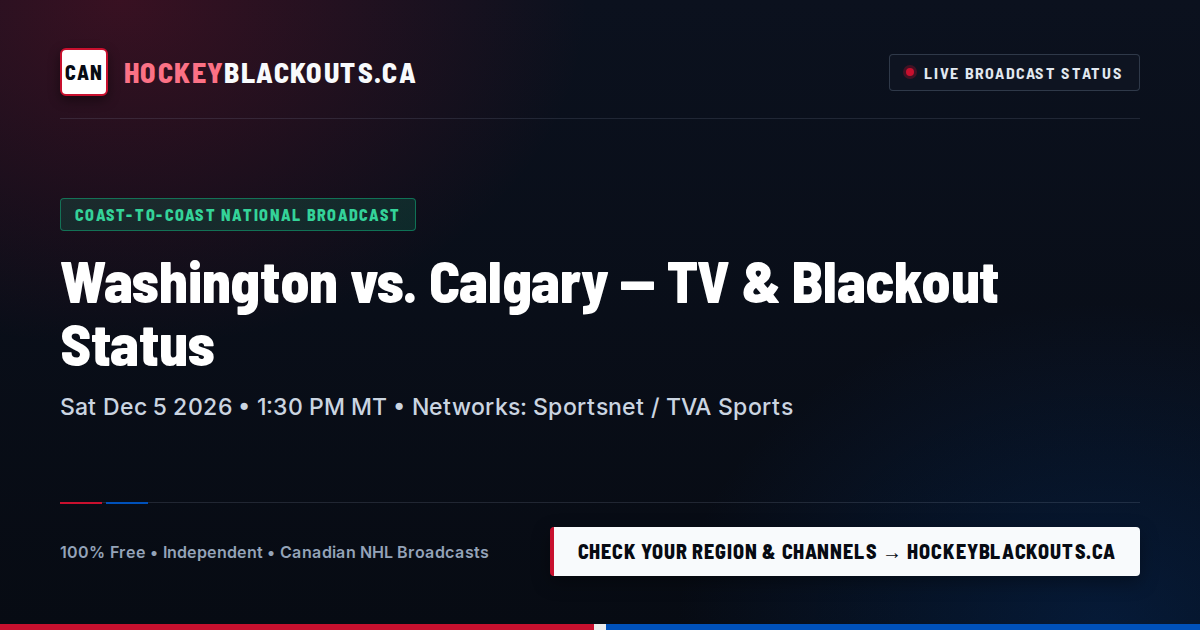 CAN
HOCKEYBLACKOUTS.CA
LIVE BROADCAST STATUS
COAST-TO-COAST NATIONAL BROADCAST
Washington vs. Calgary — TV & Blackout
Status
Sat Dec 5 2026 • 1:30 PM MT • Networks: Sportsnet / TVA Sports
100% Free • Independent • Canadian NHL Broadcasts
CHECK YOUR REGION & CHANNELS → HOCKEYBLACKOUTS.CA